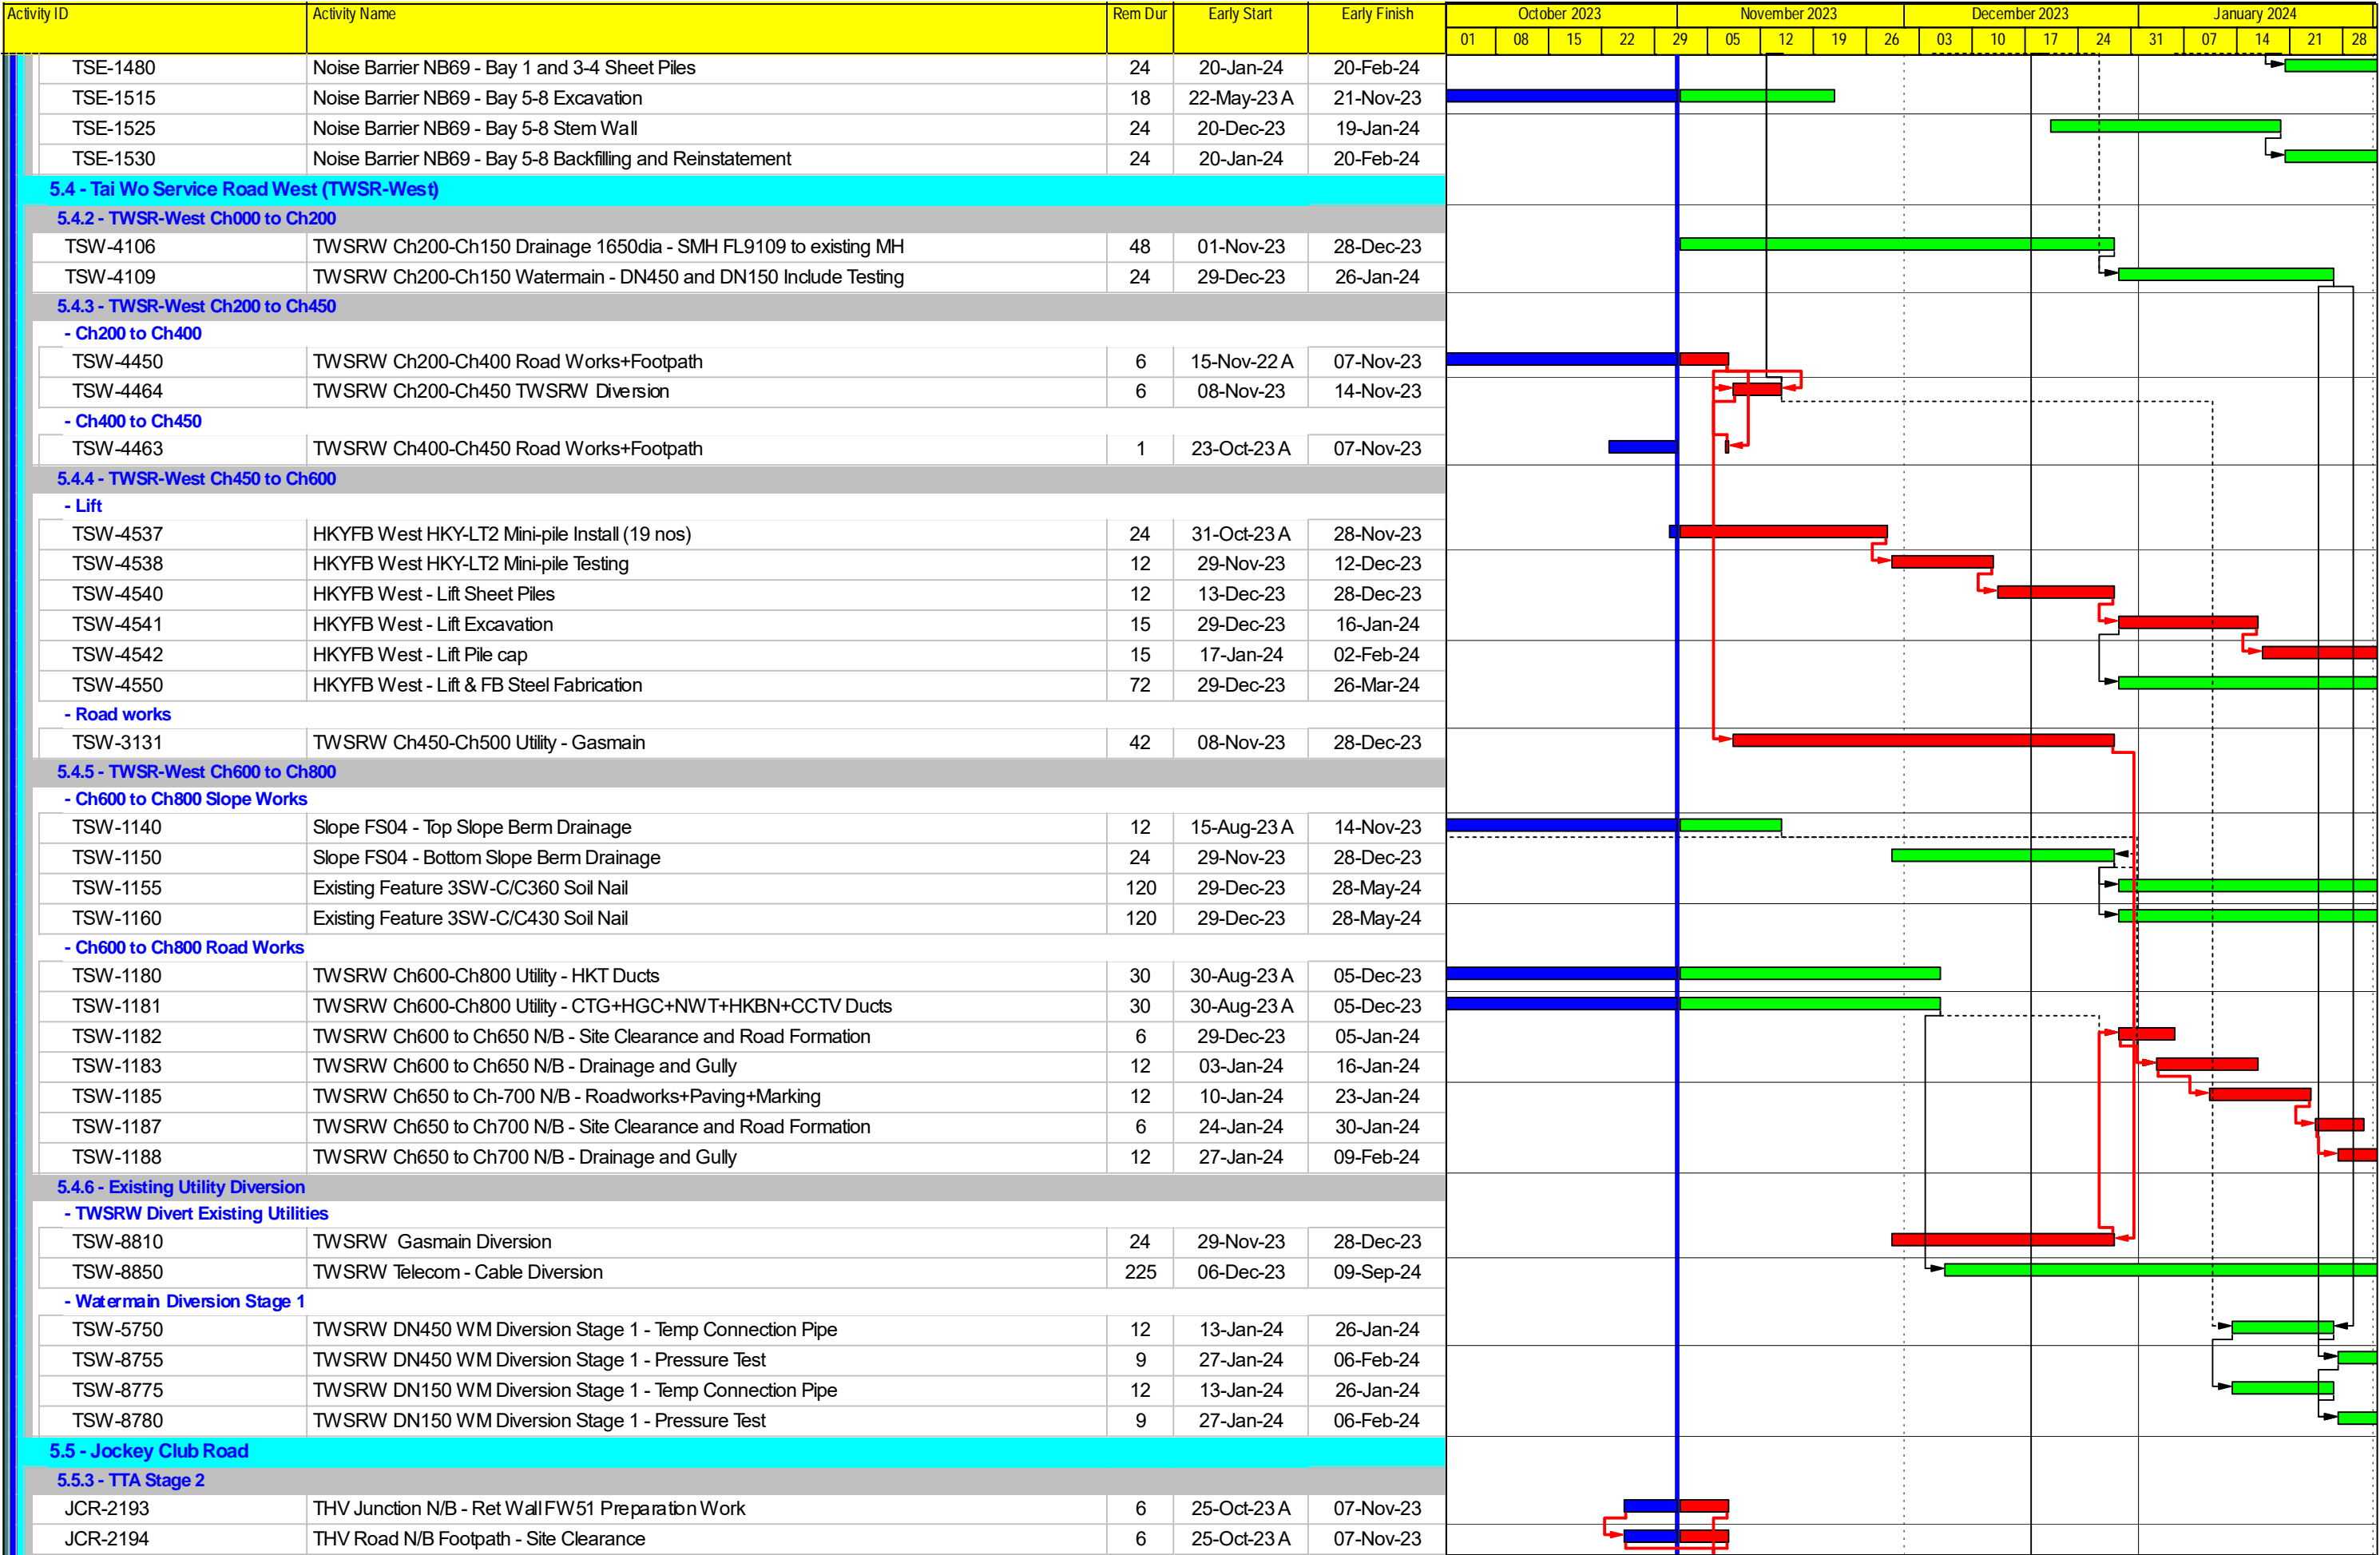 Activity ID Activity Name Rem Dur Early Start Early Finish October 2023 November 2023 December 2023 January 2024
01 08 15 22 29 05 12 19 26 03 10 17 24 31 07 14 21 28
TSE-1480 Noise Barrier NB69 - Bay 1 and 3-4 Sheet Piles 24 20-Jan-24 20-Feb-24
TSE-1515 Noise Barrier NB69 - Bay 5-8 Excavation 18 22-May-23 A 21-Nov-23
TSE-1525 Noise Barrier NB69 - Bay 5-8 Stem Wall 24 20-Dec-23 19-Jan-24
TSE-1530 Noise Barrier NB69 - Bay 5-8 Backfilling and Reinstatement 24 20-Jan-24 20-Feb-24
5.4 - Tai Wo Service Road West (TWSR-West)
5.4.2 - TWSR-West Ch000 to Ch200
TSW-4106 TWSRW Ch200-Ch150 Drainage 1650dia - SMH FL9109 to existing MH 48 01-Nov-23 28-Dec-23
TSW-4109 TWSRW Ch200-Ch150 Watermain - DN450 and DN150 Include Testing 24 29-Dec-23 26-Jan-24
5.4.3 - TWSR-West Ch200 to Ch450
- Ch200 to Ch400
TSW-4450 TWSRW Ch200-Ch400 Road Works+Footpath 6 15-Nov-22 A 07-Nov-23
TSW-4464 TWSRW Ch200-Ch450 TWSRW Diversion 6 08-Nov-23 14-Nov-23
- Ch400 to Ch450
TSW-4463 TWSRW Ch400-Ch450 Road Works+Footpath 1 23-Oct-23 A 07-Nov-23
5.4.4 - TWSR-West Ch450 to Ch600
- Lift
TSW-4537 HKYFB West HKY-LT2 Mini-pile Install (19 nos) 24 31-Oct-23 A 28-Nov-23
TSW-4538 HKYFB West HKY-LT2 Mini-pile Testing 12 29-Nov-23 12-Dec-23
TSW-4540 HKYFB West - Lift Sheet Piles 12 13-Dec-23 28-Dec-23
TSW-4541 HKYFB West - Lift Excavation 15 29-Dec-23 16-Jan-24
TSW-4542 HKYFB West - Lift Pile cap 15 17-Jan-24 02-Feb-24
TSW-4550 HKYFB West - Lift & FB Steel Fabrication 72 29-Dec-23 26-Mar-24
- Road works
TSW-3131 TWSRW Ch450-Ch500 Utility - Gasmain 42 08-Nov-23 28-Dec-23
5.4.5 - TWSR-West Ch600 to Ch800
- Ch600 to Ch800 Slope Works
TSW-1140 Slope FS04 - Top Slope Berm Drainage 12 15-Aug-23 A 14-Nov-23
TSW-1150 Slope FS04 - Bottom Slope Berm Drainage 24 29-Nov-23 28-Dec-23
TSW-1155 Existing Feature 3SW-C/C360 Soil Nail 120 29-Dec-23 28-May-24
TSW-1160 Existing Feature 3SW-C/C430 Soil Nail 120 29-Dec-23 28-May-24
- Ch600 to Ch800 Road Works
TSW-1180 TWSRW Ch600-Ch800 Utility - HKT Ducts 30 30-Aug-23 A 05-Dec-23
TSW-1181 TWSRW Ch600-Ch800 Utility - CTG+HGC+NWT+HKBN+CCTV Ducts 30 30-Aug-23 A 05-Dec-23
TSW-1182 TWSRW Ch600 to Ch650 N/B - Site Clearance and Road Formation 6 29-Dec-23 05-Jan-24
TSW-1183 TWSRW Ch600 to Ch650 N/B - Drainage and Gully 12 03-Jan-24 16-Jan-24
TSW-1185 TWSRW Ch650 to Ch-700 N/B - Roadworks+Paving+Marking 12 10-Jan-24 23-Jan-24
TSW-1187 TWSRW Ch650 to Ch700 N/B - Site Clearance and Road Formation 6 24-Jan-24 30-Jan-24
TSW-1188 TWSRW Ch650 to Ch700 N/B - Drainage and Gully 12 27-Jan-24 09-Feb-24
5.4.6 - Existing Utility Diversion
- TWSRW Divert Existing Utilities
TSW-8810 TWSRW Gasmain Diversion 24 29-Nov-23 28-Dec-23
TSW-8850 TWSRW Telecom - Cable Diversion 225 06-Dec-23 09-Sep-24
- Watermain Diversion Stage 1
TSW-5750 TWSRW DN450 WM Diversion Stage 1 - Temp Connection Pipe 12 13-Jan-24 26-Jan-24
TSW-8755 TWSRW DN450 WM Diversion Stage 1 - Pressure Test 9 27-Jan-24 06-Feb-24
TSW-8775 TWSRW DN150 WM Diversion Stage 1 - Temp Connection Pipe 12 13-Jan-24 26-Jan-24
TSW-8780 TWSRW DN150 WM Diversion Stage 1 - Pressure Test 9 27-Jan-24 06-Feb-24
5.5 - Jockey Club Road
5.5.3 - TTA Stage 2
JCR-2193 THV Junction N/B - Ret Wall FW51 Preparation Work 6 25-Oct-23 A 07-Nov-23
JCR-2194 THV Road N/B Footpath - Site Clearance 6 25-Oct-23 A 07-Nov-23